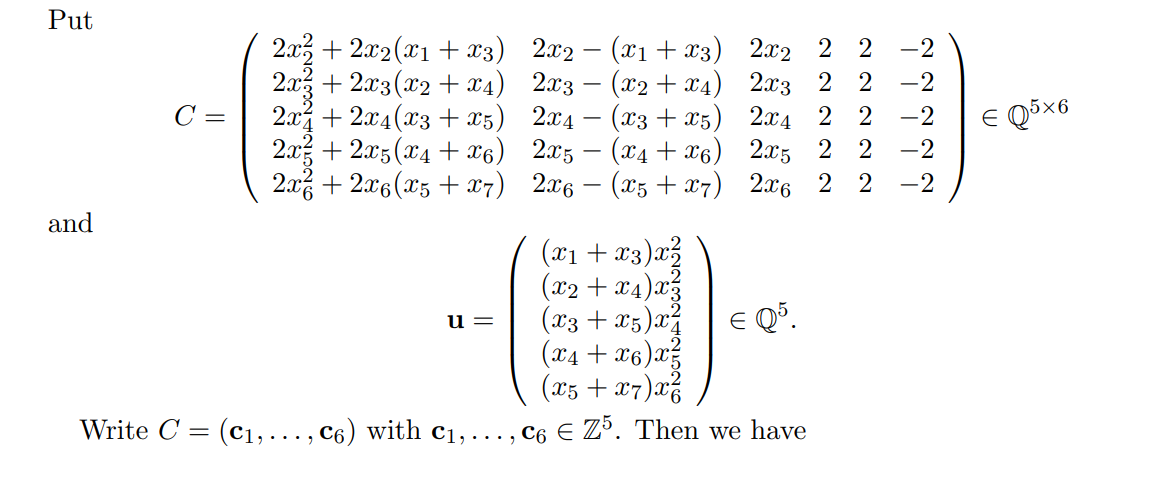 Put
C = ( 2x_2^2 + 2x_2(x_1 + x_3) 2x_2 − (x_1 + x_3) 2x_2 2 2 −2
2x_3^2 + 2x_3(x_2 + x_4) 2x_3 − (x_2 + x_4) 2x_3 2 2 −2
2x_4^2 + 2x_4(x_3 + x_5) 2x_4 − (x_3 + x_5) 2x_4 2 2 −2
2x_5^2 + 2x_5(x_4 + x_6) 2x_5 − (x_4 + x_6) 2x_5 2 2 −2
2x_6^2 + 2x_6(x_5 + x_7) 2x_6 − (x_5 + x_7) 2x_6 2 2 −2 ) ∈ ℚ^{5×6}
and
u = ( (x_1 + x_3)x_2^2
(x_2 + x_4)x_3^2
(x_3 + x_5)x_4^2
(x_4 + x_6)x_5^2
(x_5 + x_7)x_6^2 ) ∈ ℚ^5.
Write C = (c_1, . . . , c_6) with c_1, . . . , c_6 ∈ ℤ^5. Then we have